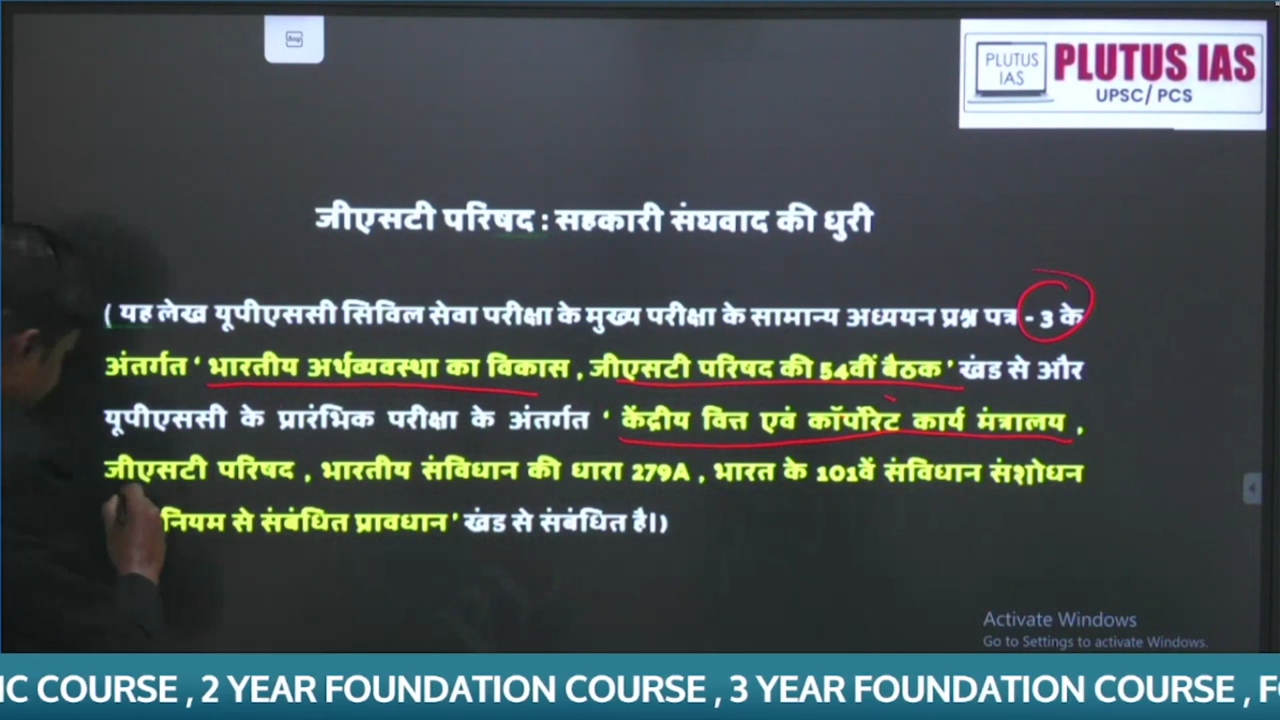 PLUTUS IAS
PLUTUS IAS
UPSC/ PCS
जीएसटी परिषद : सहकारी संघवाद की धुरी
( यह लेख यूपीएससी सिविल सेवा परीक्षा के मुख्य परीक्षा के सामान्य अध्ययन प्रश्न पत्र - 3 के
अंतर्गत ' भारतीय अर्थव्यवस्था का विकास , जीएसटी परिषद की 54वीं बैठक ' खंड से और
यूपीएससी के प्रारंभिक परीक्षा के अंतर्गत ' केंद्रीय वित्त एवं कॉर्पोरेट कार्य मंत्रालय ,
जीएसटी परिषद , भारतीय संविधान की धारा 279A , भारत के 101वें संविधान संशोधन
नियम से संबंधित प्रावधान ' खंड से संबंधित है।)
Activate Windows
Go to Settings to activate Windows.
IC COURSE , 2 YEAR FOUNDATION COURSE , 3 YEAR FOUNDATION COURSE , F